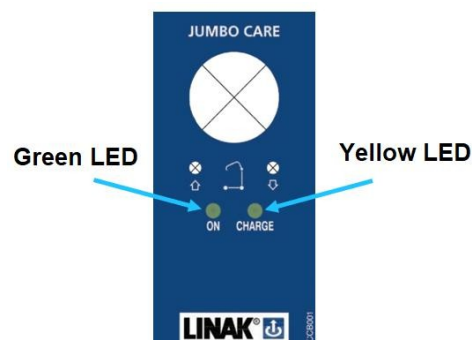 JUMBO CARE
Green LED
Yellow LED
ON CHARGE
LINAK®